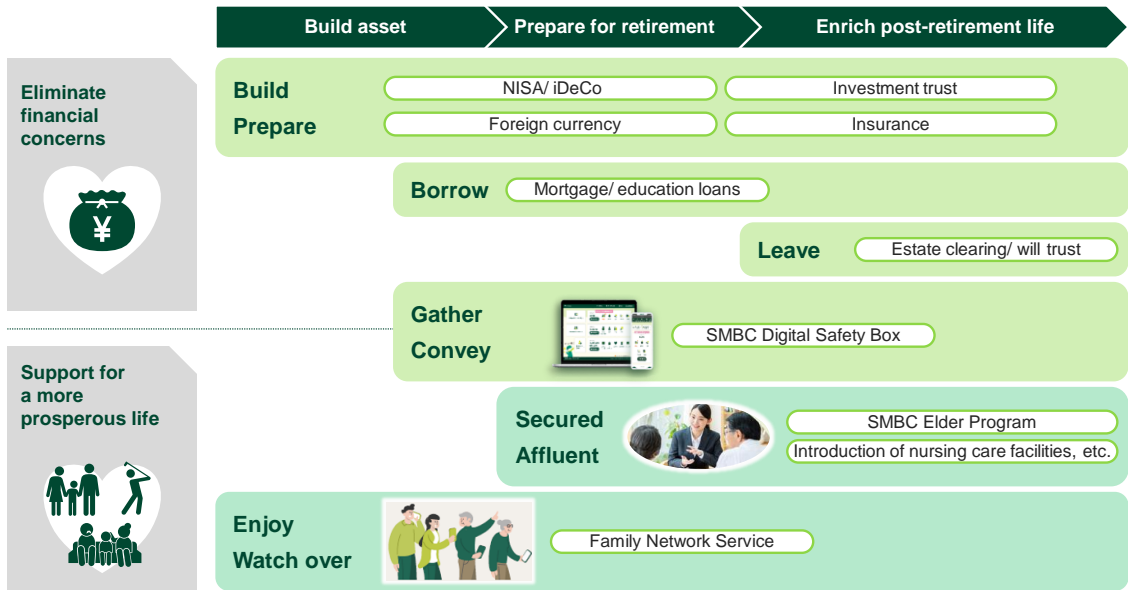 Build asset
Prepare for retirement
Enrich post-retirement life
Eliminate
financial
concerns
¥
Build
Prepare
NISA/ iDeCo
Investment trust
Foreign currency
Insurance
Borrow
Mortgage/ education loans
Leave
Estate clearing/ will trust
Gather
Convey
SMBC Digital Safety Box
Support for
a more
prosperous life
Secured
Affluent
SMBC Elder Program
Introduction of nursing care facilities, etc.
Enjoy
Watch over
Family Network Service